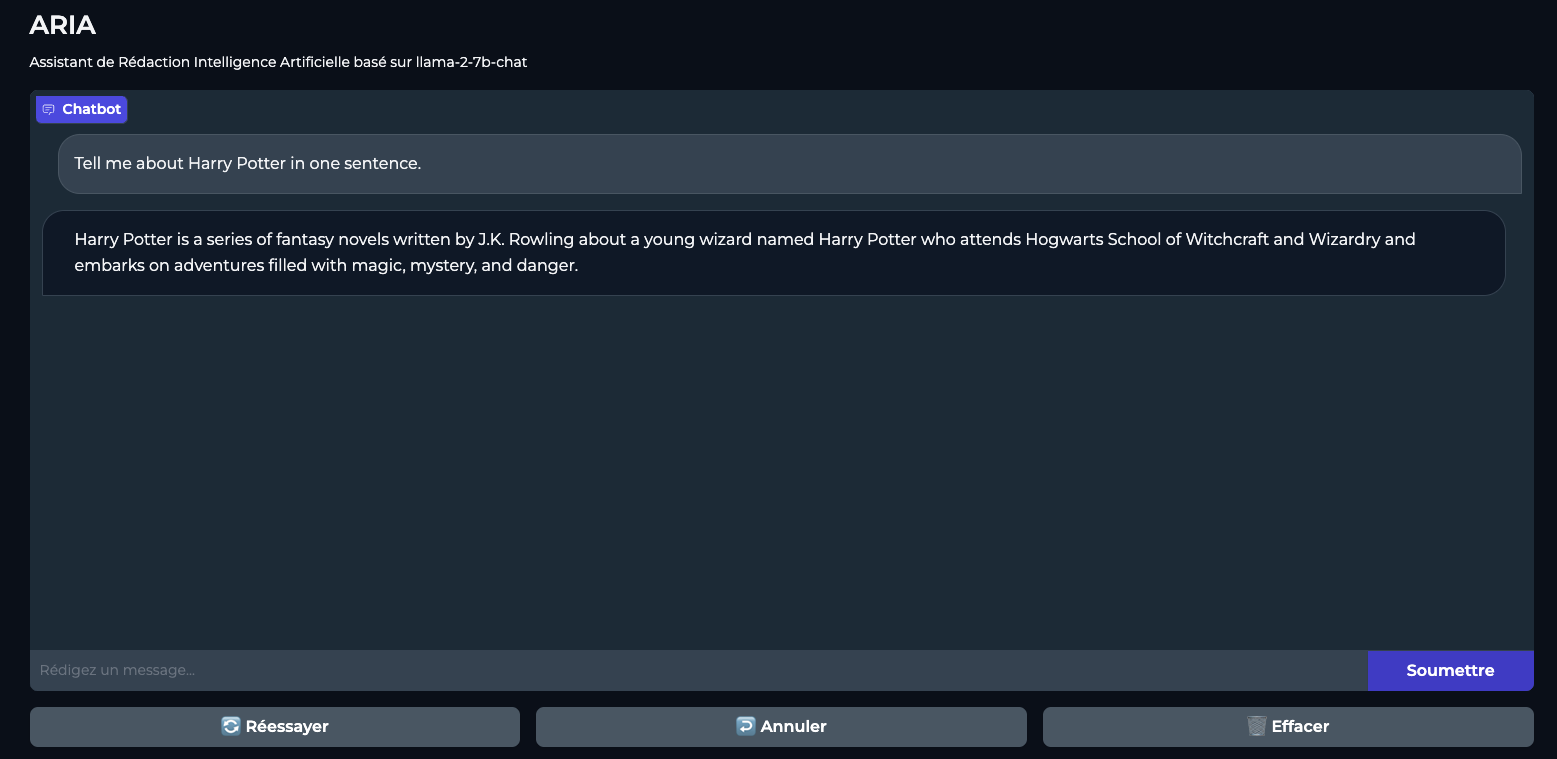 ARIA
Assistant de Rédaction Intelligence Artificielle basé sur llama-2-7b-chat
Chatbot
Tell me about Harry Potter in one sentence.
Harry Potter is a series of fantasy novels written by J.K. Rowling about a young wizard named Harry Potter who attends Hogwarts School of Witchcraft and Wizardry and
embarks on adventures filled with magic, mystery, and danger.
Rédigez un message...
Soumettre
Réessayer
Annuler
Effacer